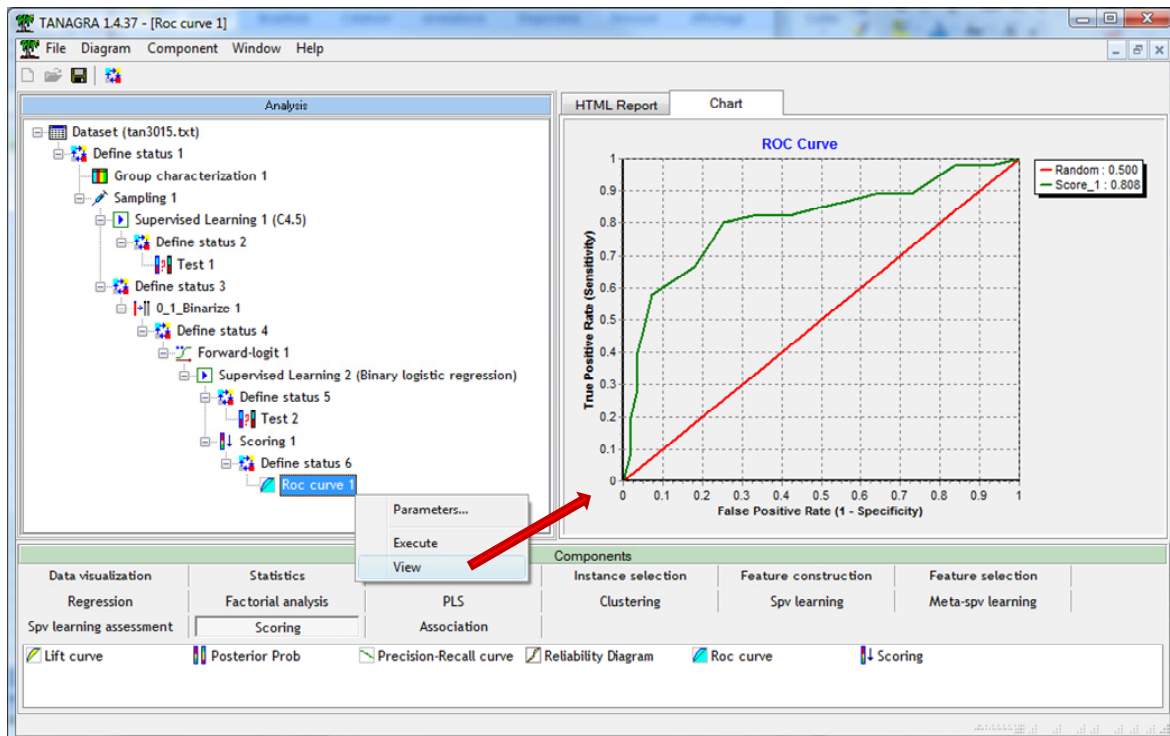 TANAGRA 1.4.37 - [Roc curve 1]
File Diagram Component Window Help
Analysis
Dataset (tan3015.txt)
Define status 1
Group characterization 1
Sampling 1
Supervised Learning 1 (C4.5)
Define status 2
Test 1
Define status 3
0_1_Binarize 1
Define status 4
Forward-logit 1
Supervised Learning 2 (Binary logistic regression)
Define status 5
Test 2
Scoring 1
Define status 6
Roc curve 1
Parameters...
Execute
View
HTML Report Chart
ROC Curve
Random : 0.500
Score_1 : 0.808
True Positive Rate (Sensitivity)
1
0.9
0.8
0.7
0.6
0.5
0.4
0.3
0.2
0.1
0
0 0.1 0.2 0.3 0.4 0.5 0.6 0.7 0.8 0.9 1
False Positive Rate (1 - Specificity)
Components
Data visualization Statistics Instance selection Feature construction Feature selection
Regression Factorial analysis PLS Clustering Spv learning Meta-spv learning
Spv learning assessment Scoring Association
Lift curve Posterior Prob Precision-Recall curve Reliability Diagram Roc curve Scoring